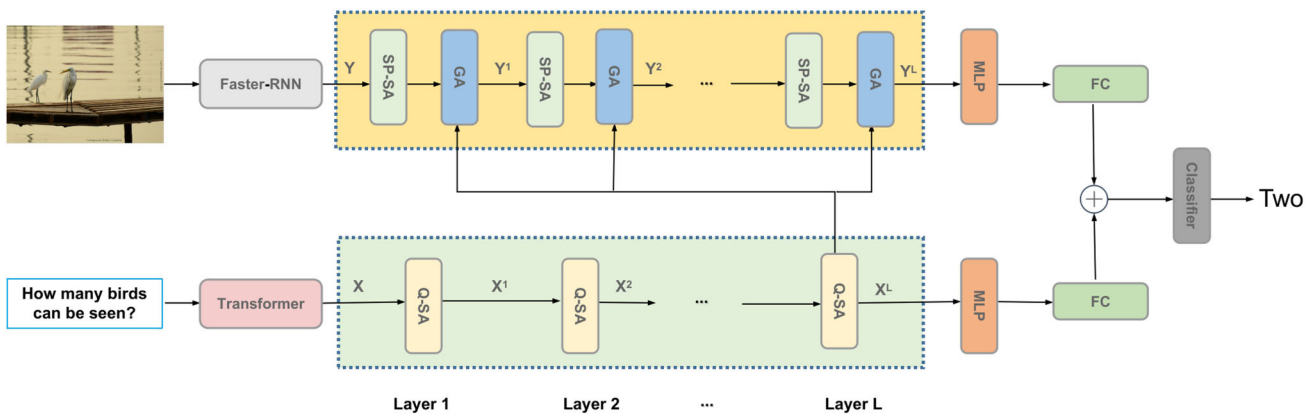 Faster-RNN
Y
SP-SA
GA
Y¹
SP-SA
GA
Y²
...
SP-SA
GA
Yᴸ
MLP
FC
Classifier
Two
How many birds
can be seen?
Transformer
X
Q-SA
X¹
Q-SA
X²
...
Q-SA
Xᴸ
MLP
FC
Layer 1
Layer 2
...
Layer L